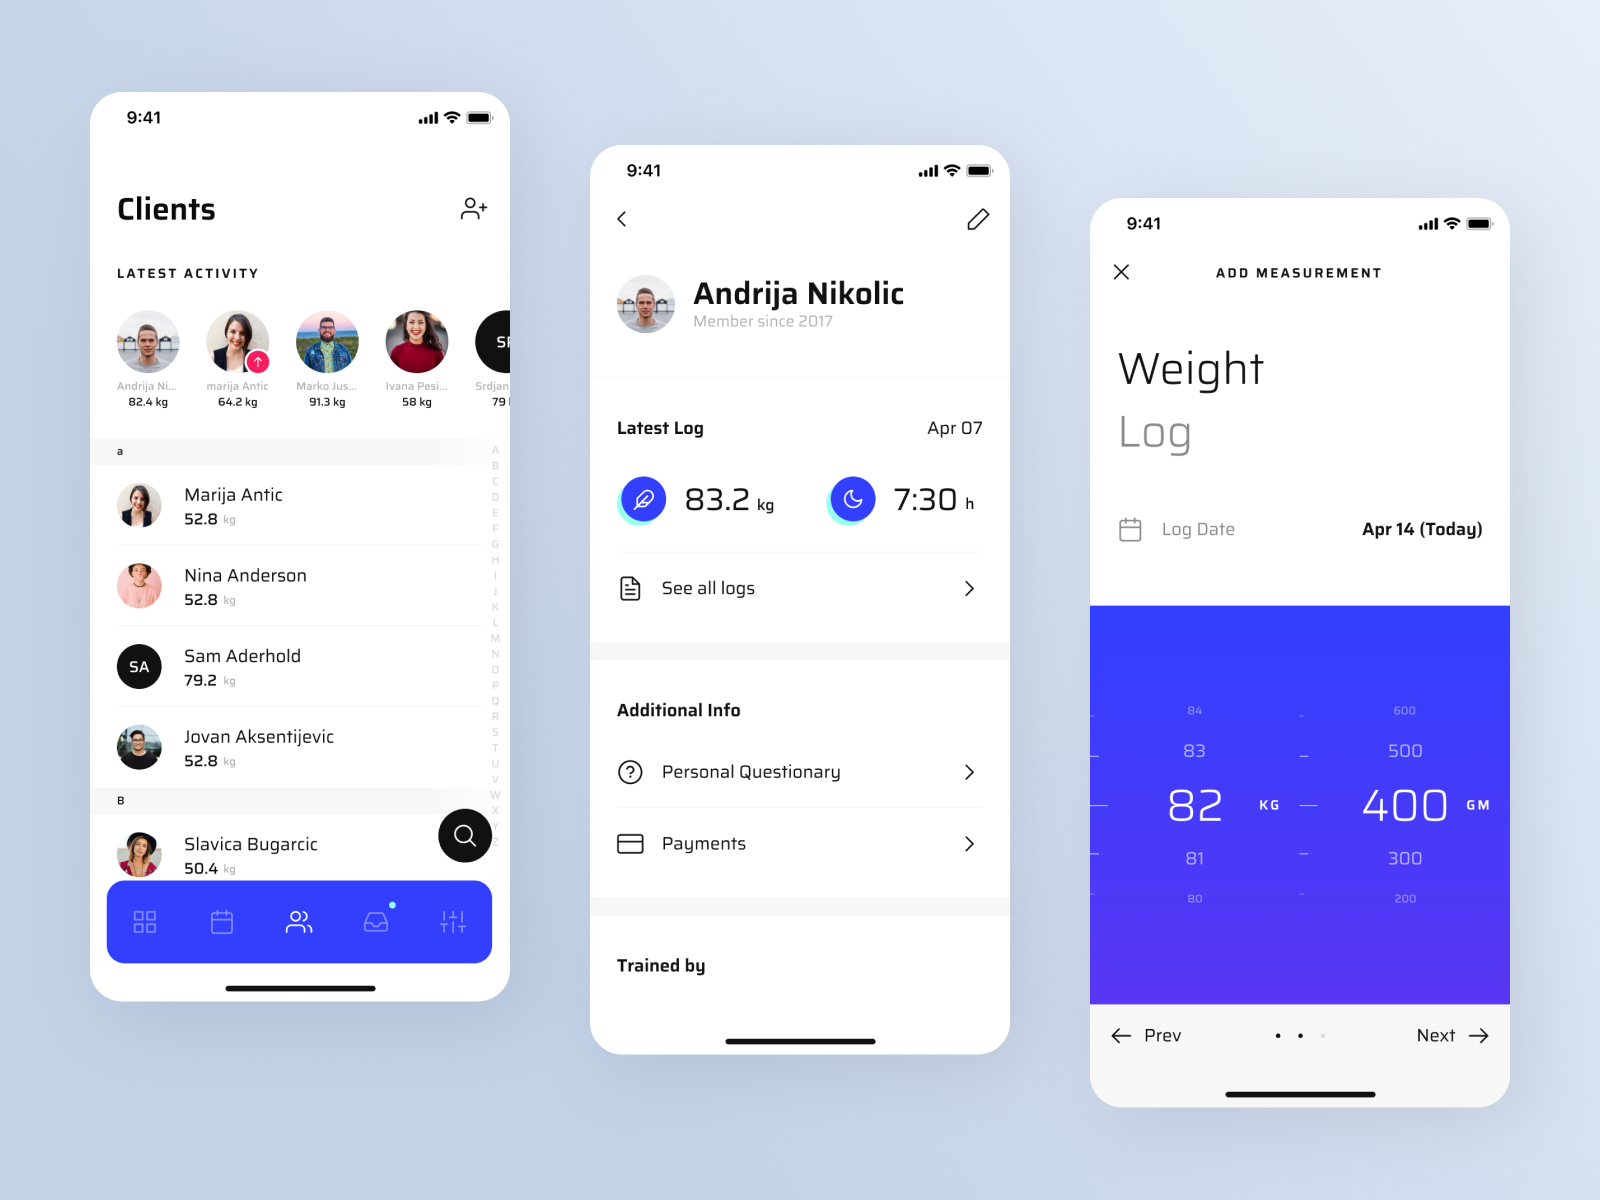 9:41
Clients
LATEST ACTIVITY
Andrija Ni...
82.4 kg
marija Antic
64.2 kg
Marko Jus...
91.3 kg
Ivana Pesi...
58 kg
Srdjan
79
a
Marija Antic
52.8 kg
Nina Anderson
52.8 kg
SA
Sam Aderhold
79.2 kg
Jovan Aksentijevic
52.8 kg
B
Slavica Bugarcic
50.4 kg
A
B
C
D
E
F
G
H
I
J
K
L
M
N
O
P
Q
R
S
T
U
V
W
X
Y
Z
9:41
Andrija Nikolic
Member since 2017
Latest Log
Apr 07
83.2 kg
7:30 h
See all logs
Additional Info
Personal Questionary
Payments
Trained by
9:41
ADD MEASUREMENT
Weight
Log
Log Date
Apr 14 (Today)
84 600
83 500
82 KG 400 GM
81 300
80 200
Prev
Next